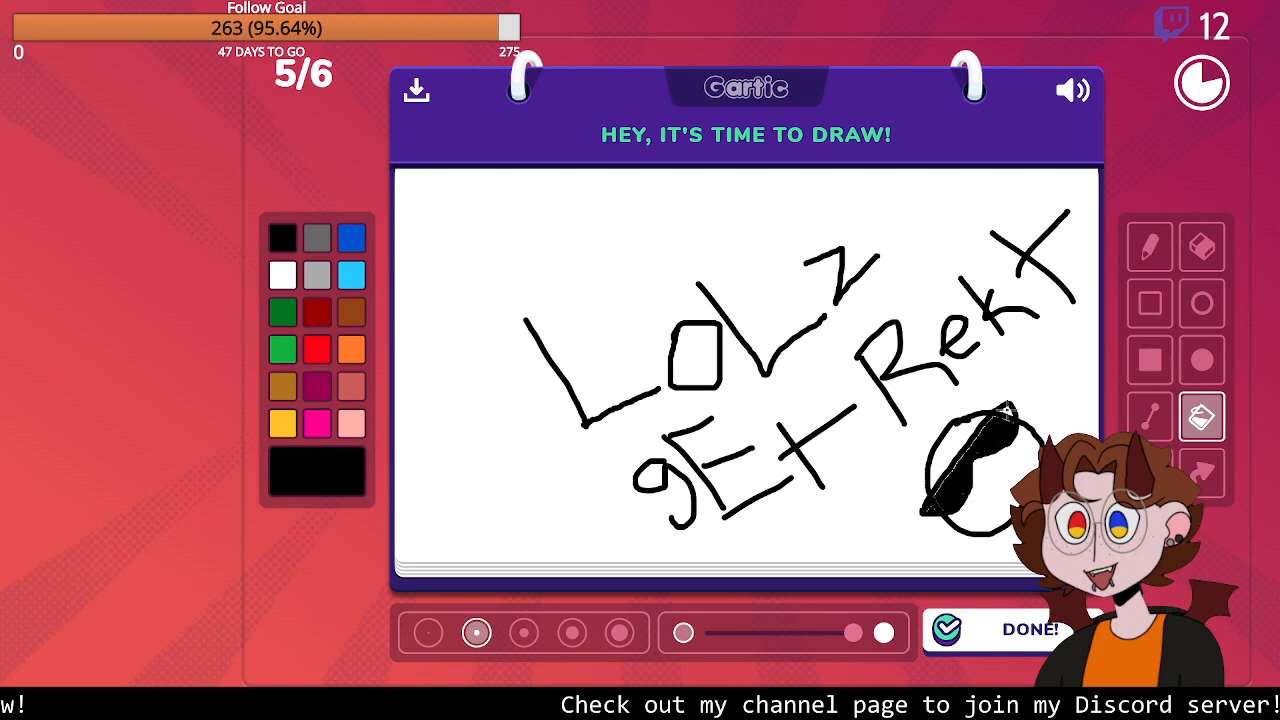 Follow Goal
263 (95.64%)
0
47 DAYS TO GO
275
12
5/6
Gartic
HEY, IT'S TIME TO DRAW!
LOLz
gEt Rekt
DONE!
w!
Check out my channel page to join my Discord server!